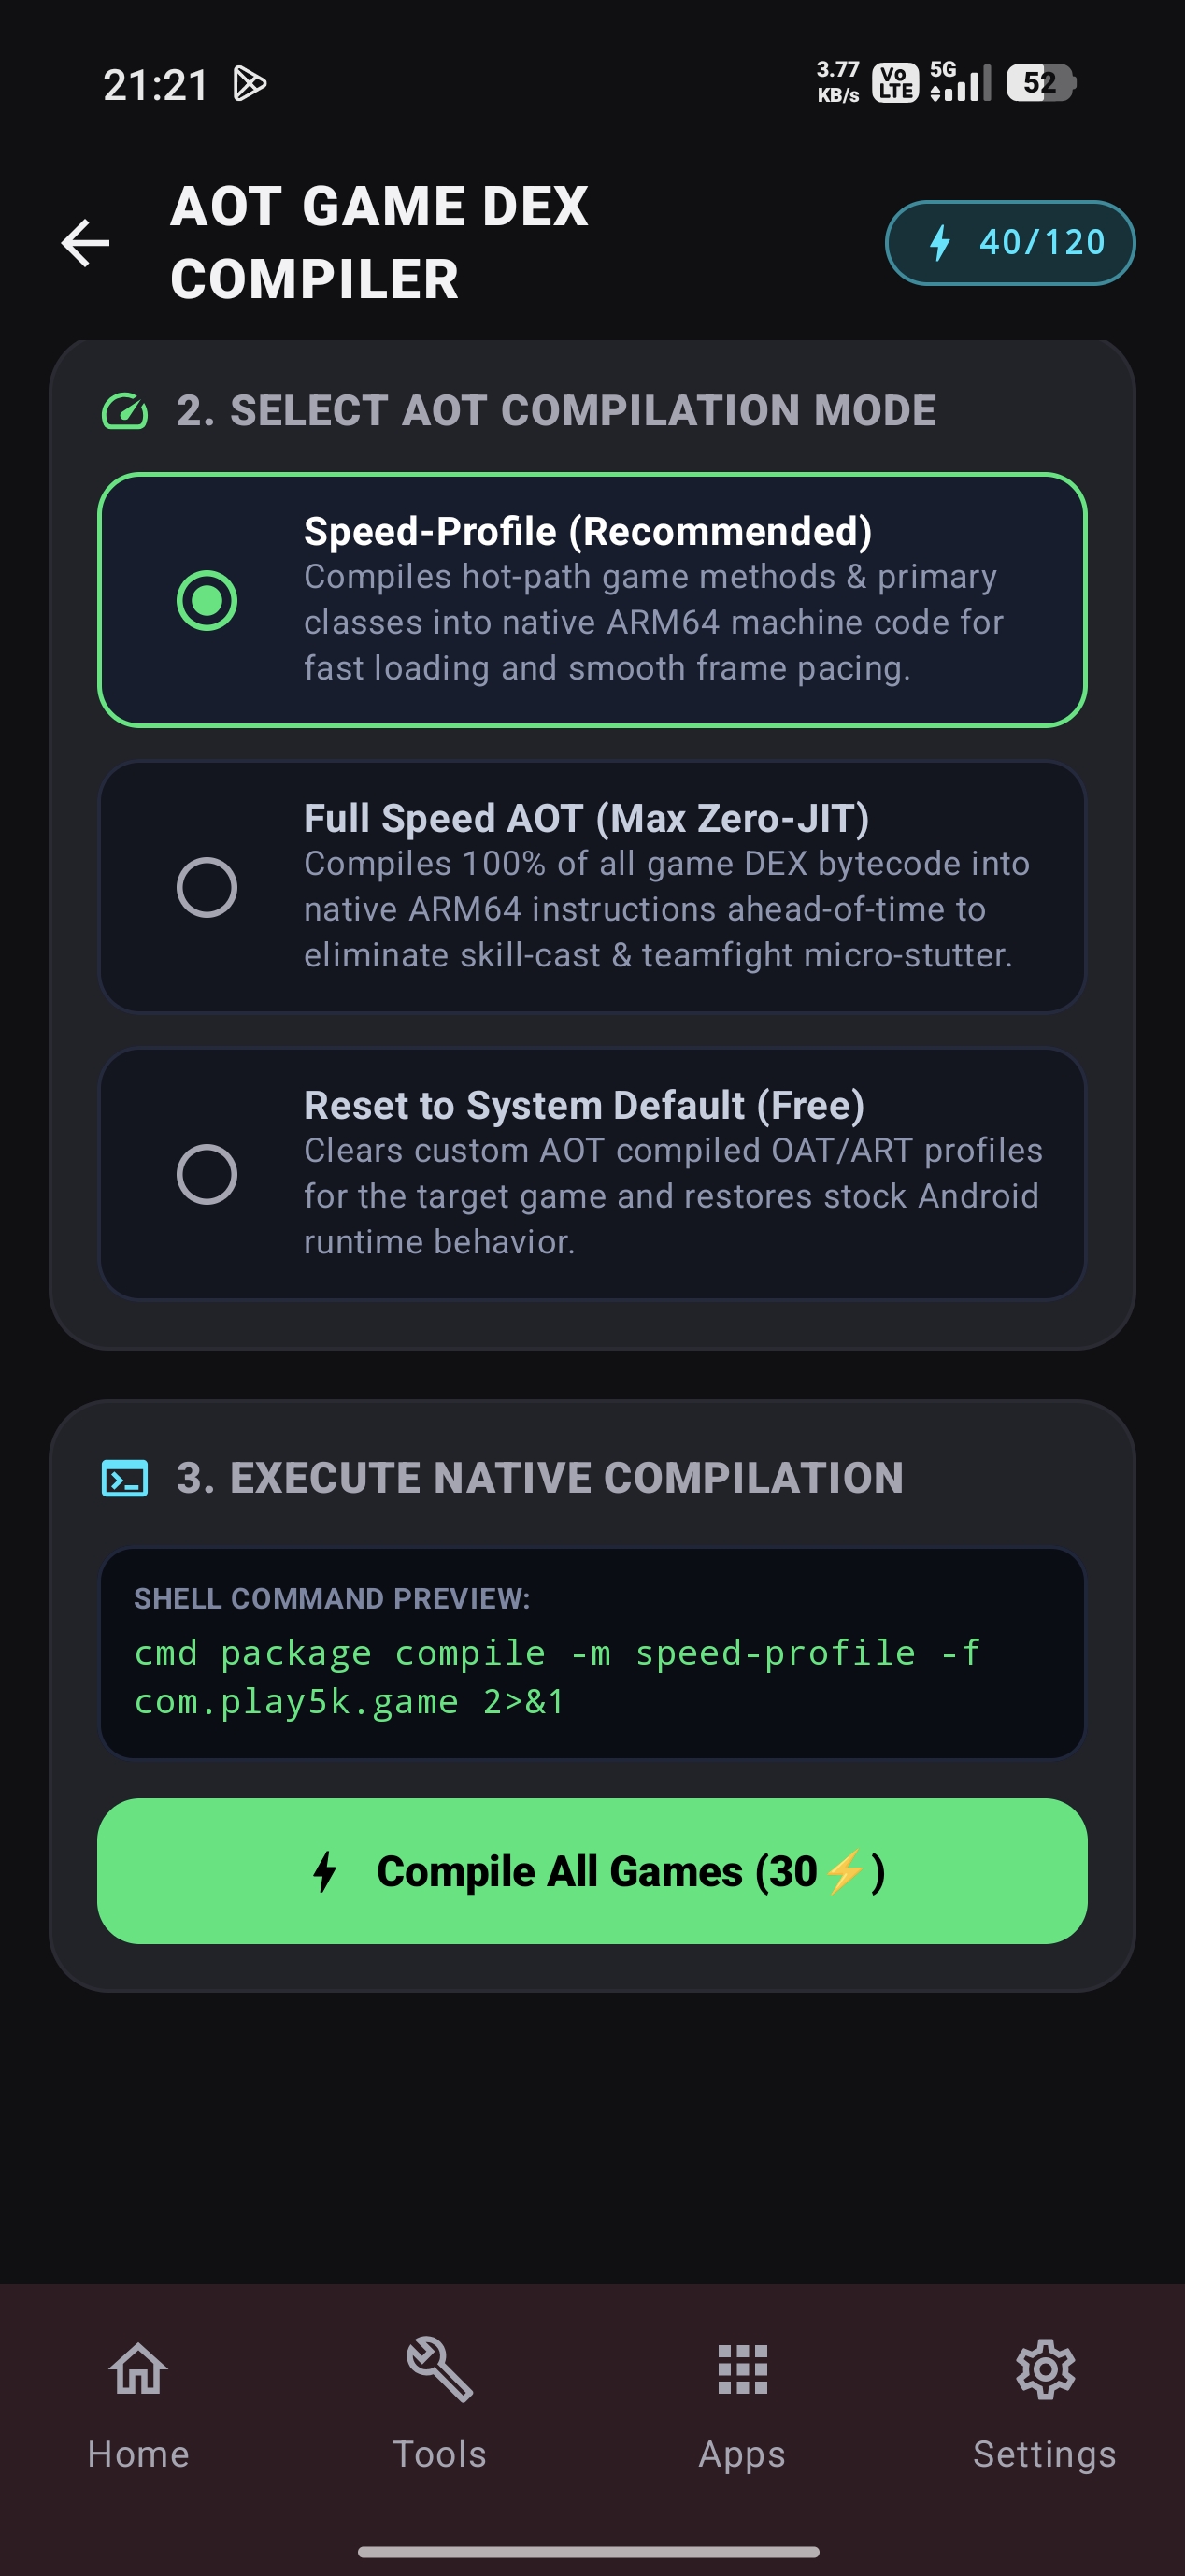 21:21
3.77
KB/s
Vo
LTE
5G
52
AOT GAME DEX
COMPILER
40/120
2. SELECT AOT COMPILATION MODE
Speed-Profile (Recommended)
Compiles hot-path game methods & primary
classes into native ARM64 machine code for
fast loading and smooth frame pacing.
Full Speed AOT (Max Zero-JIT)
Compiles 100% of all game DEX bytecode into
native ARM64 instructions ahead-of-time to
eliminate skill-cast & teamfight micro-stutter.
Reset to System Default (Free)
Clears custom AOT compiled OAT/ART profiles
for the target game and restores stock Android
runtime behavior.
3. EXECUTE NATIVE COMPILATION
SHELL COMMAND PREVIEW:
cmd package compile -m speed-profile -f
com.play5k.game 2>&1
Compile All Games (30⚡)
Home
Tools
Apps
Settings